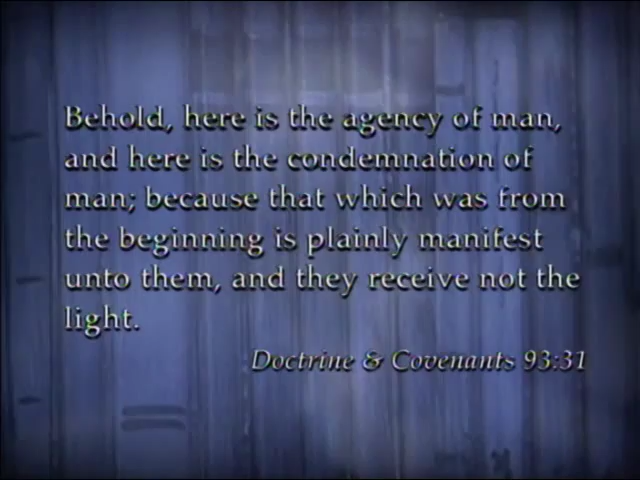 Behold, here is the agency of man,
and here is the condemnation of
man; because that which was from
the beginning is plainly manifest
unto them, and they receive not the
light.
Doctrine & Covenants 93:31